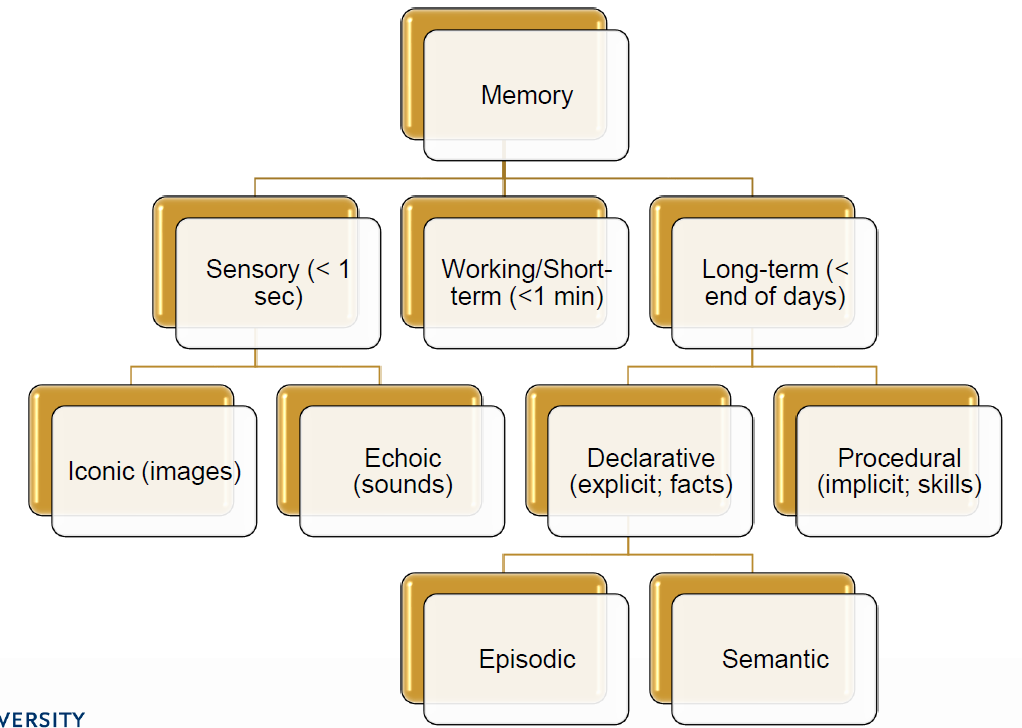 Memory
Sensory (< 1
sec)
Working/Short-
term (<1 min)
Long-term (<
end of days)
Iconic (images)
Echoic
(sounds)
Declarative
(explicit; facts)
Procedural
(implicit; skills)
Episodic
Semantic
VERSITY